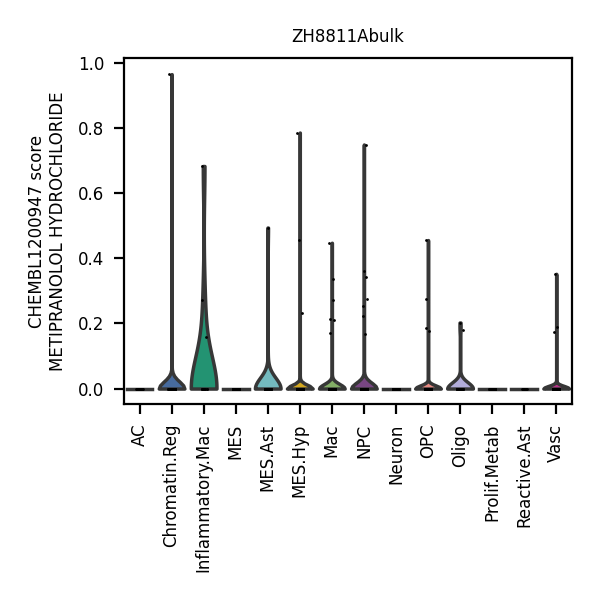 ZH8811Abulk
CHEMBL1200947 score
METIPRANOLOL HYDROCHLORIDE
1.0
0.8
0.6
0.4
0.2
0.0
AC
Chromatin.Reg
Inflammatory.Mac
MES
MES.Ast
MES.Hyp
Mac
NPC
Neuron
OPC
Oligo
Prolif.Metab
Reactive.Ast
Vasc